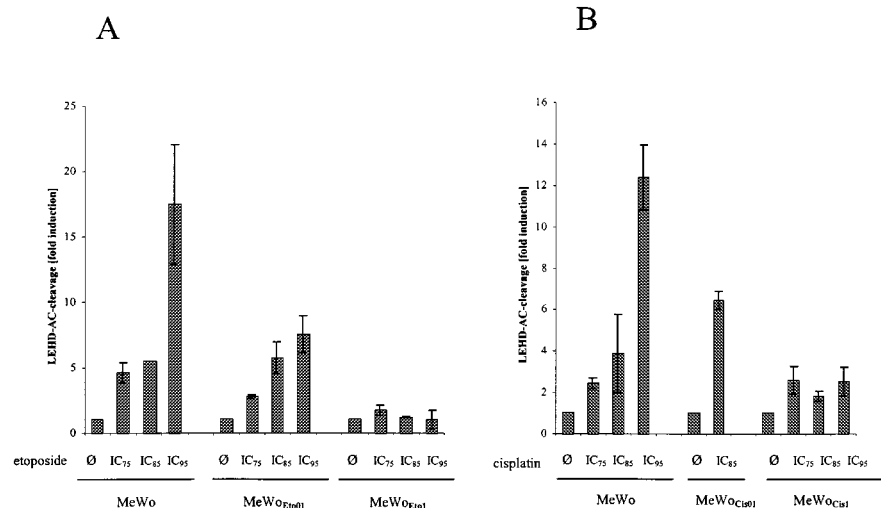 A
B
LEHD-AC-cleavage [fold induction]
25
20
15
10
5
0
etoposide
Ø IC75 IC85 IC95
Ø IC75 IC85 IC95
Ø IC75 IC85 IC95
MeWo
MeWoEto01
MeWoEto1
LEHD-AC-cleavage [fold induction]
16
14
12
10
8
6
4
2
0
cisplatin
Ø IC75 IC85 IC95
Ø IC85
Ø IC75 IC85 IC95
MeWo
MeWoCis01
MeWoCis1